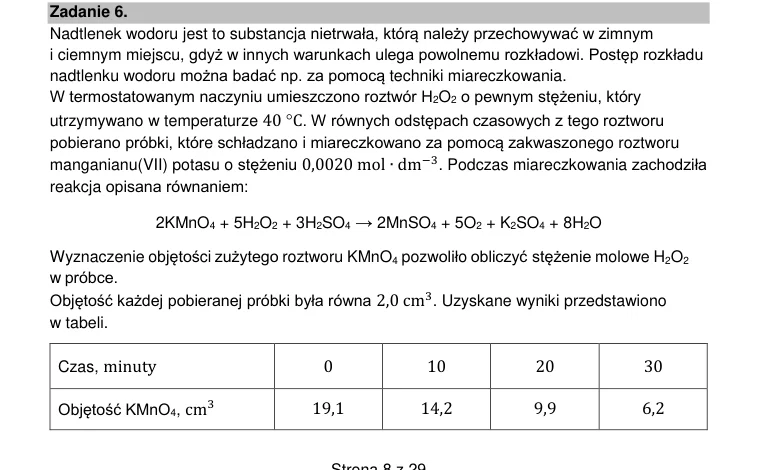 Zadanie 6.
Nadtlenek wodoru jest to substancja nietrwała, którą należy przechowywać w zimnym
i ciemnym miejscu, gdyż w innych warunkach ulega powolnemu rozkładowi. Postęp rozkładu
nadtlenku wodoru można badać np. za pomocą techniki miareczkowania.
W termostatowanym naczyniu umieszczono roztwór H₂O₂ o pewnym stężeniu, który
utrzymywano w temperaturze 40 °C. W równych odstępach czasowych z tego roztworu
pobierano próbki, które schładzano i miareczkowano za pomocą zakwaszonego roztworu
manganianu(VII) potasu o stężeniu 0,0020 mol · dm⁻³. Podczas miareczkowania zachodziła
reakcja opisana równaniem:
2KMnO₄ + 5H₂O₂ + 3H₂SO₄ → 2MnSO₄ + 5O₂ + K₂SO₄ + 8H₂O
Wyznaczenie objętości zużytego roztworu KMnO₄ pozwoliło obliczyć stężenie molowe H₂O₂
w próbce.
Objętość każdej pobieranej próbki była równa 2,0 cm³. Uzyskane wyniki przedstawiono
w tabeli.
Czas, minuty 0 10 20 30
Objętość KMnO₄, cm³ 19,1 14,2 9,9 6,2
Strona 8 z 29